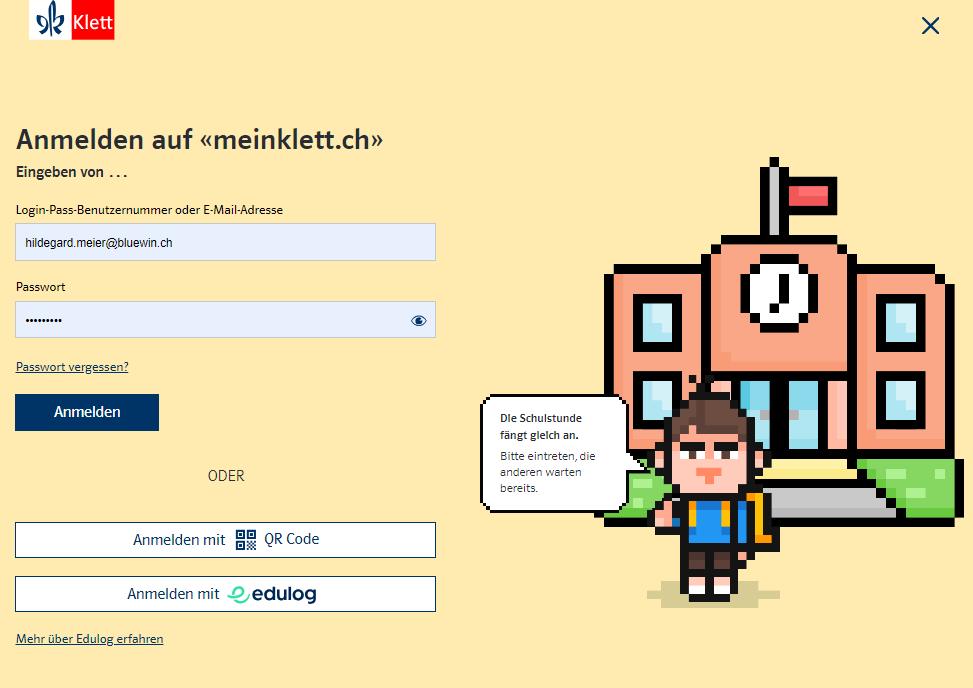 Klett
Anmelden auf «meinklett.ch»
Eingeben von . . .
Login-Pass-Benutzernummer oder E-Mail-Adresse
hildegard.meier@bluewin.ch
Passwort
•••••••••
Passwort vergessen?
Anmelden
Die Schulstunde
fängt gleich an.
Bitte eintreten, die
anderen warten
bereits.
ODER
Anmelden mit QR Code
Anmelden mit edulog
Mehr über Edulog erfahren